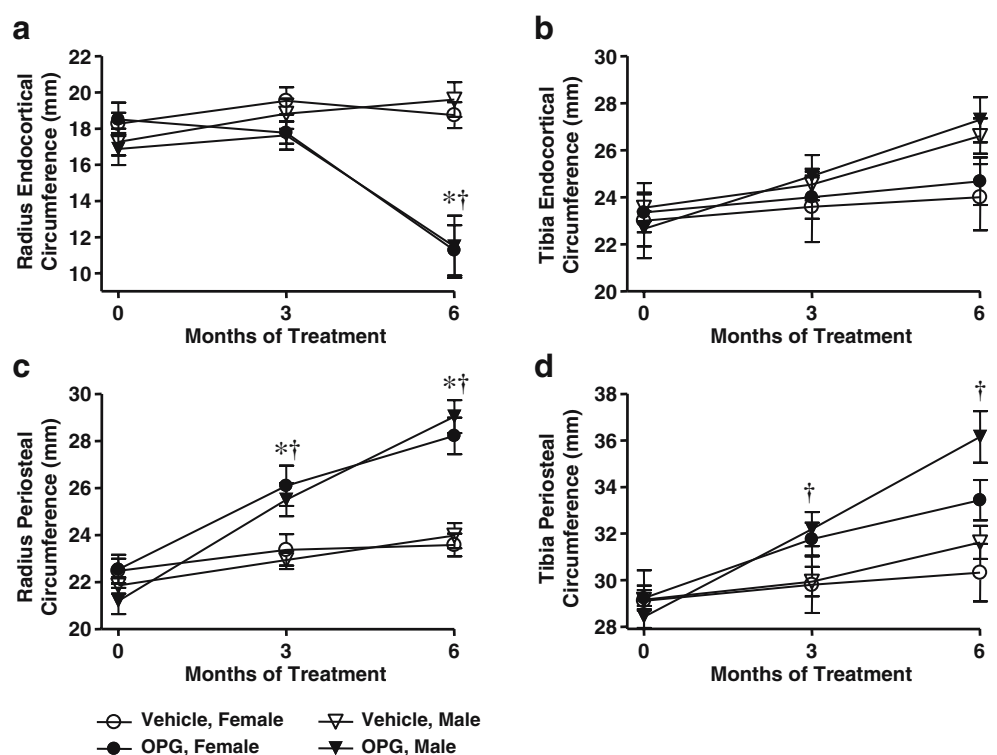 a
Radius Endocortical
Circumference (mm)
22
20
18
16
14
12
10
*†
0 3 6
Months of Treatment
b
Tibia Endocortical
Circumference (mm)
30
28
26
24
22
20
0 3 6
Months of Treatment
c
Radius Periosteal
Circumference (mm)
30
28
26
24
22
20
*†
*†
0 3 6
Months of Treatment
d
Tibia Periosteal
Circumference (mm)
38
36
34
32
30
28
†
†
0 3 6
Months of Treatment
Vehicle, Female Vehicle, Male
OPG, Female OPG, Male